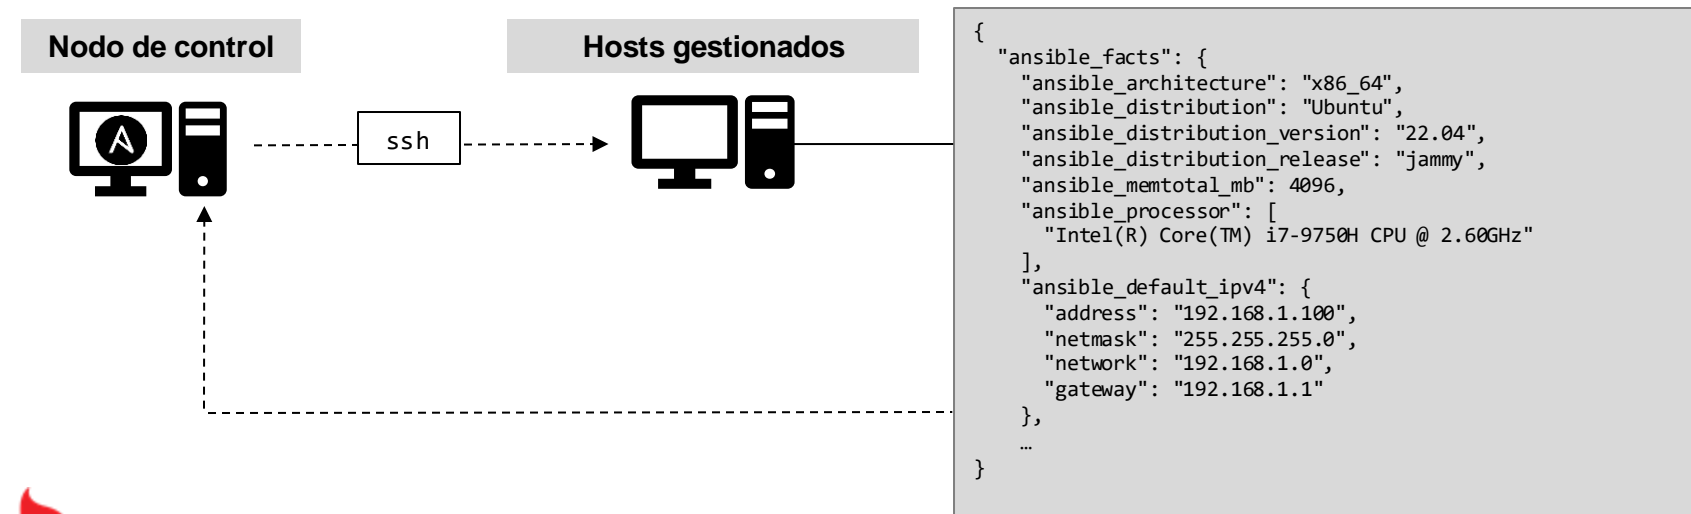 Nodo de control
Hosts gestionados
ssh
{
  "ansible_facts": {
    "ansible_architecture": "x86_64",
    "ansible_distribution": "Ubuntu",
    "ansible_distribution_version": "22.04",
    "ansible_distribution_release": "jammy",
    "ansible_memtotal_mb": 4096,
    "ansible_processor": [
      "Intel(R) Core(TM) i7-9750H CPU @ 2.60GHz"
    ],
    "ansible_default_ipv4": {
      "address": "192.168.1.100",
      "netmask": "255.255.255.0",
      "network": "192.168.1.0",
      "gateway": "192.168.1.1"
    },
    …
}